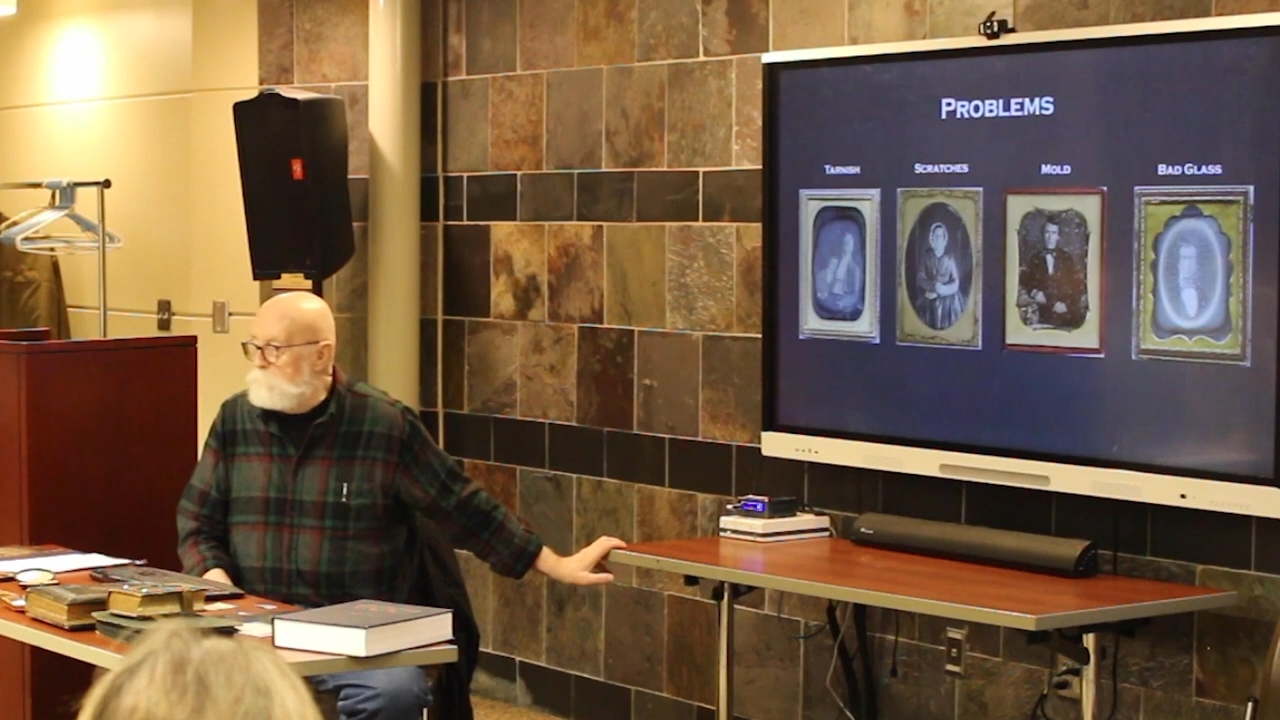 PROBLEMS
TARNISH
SCRATCHES
MOLD
BAD GLASS